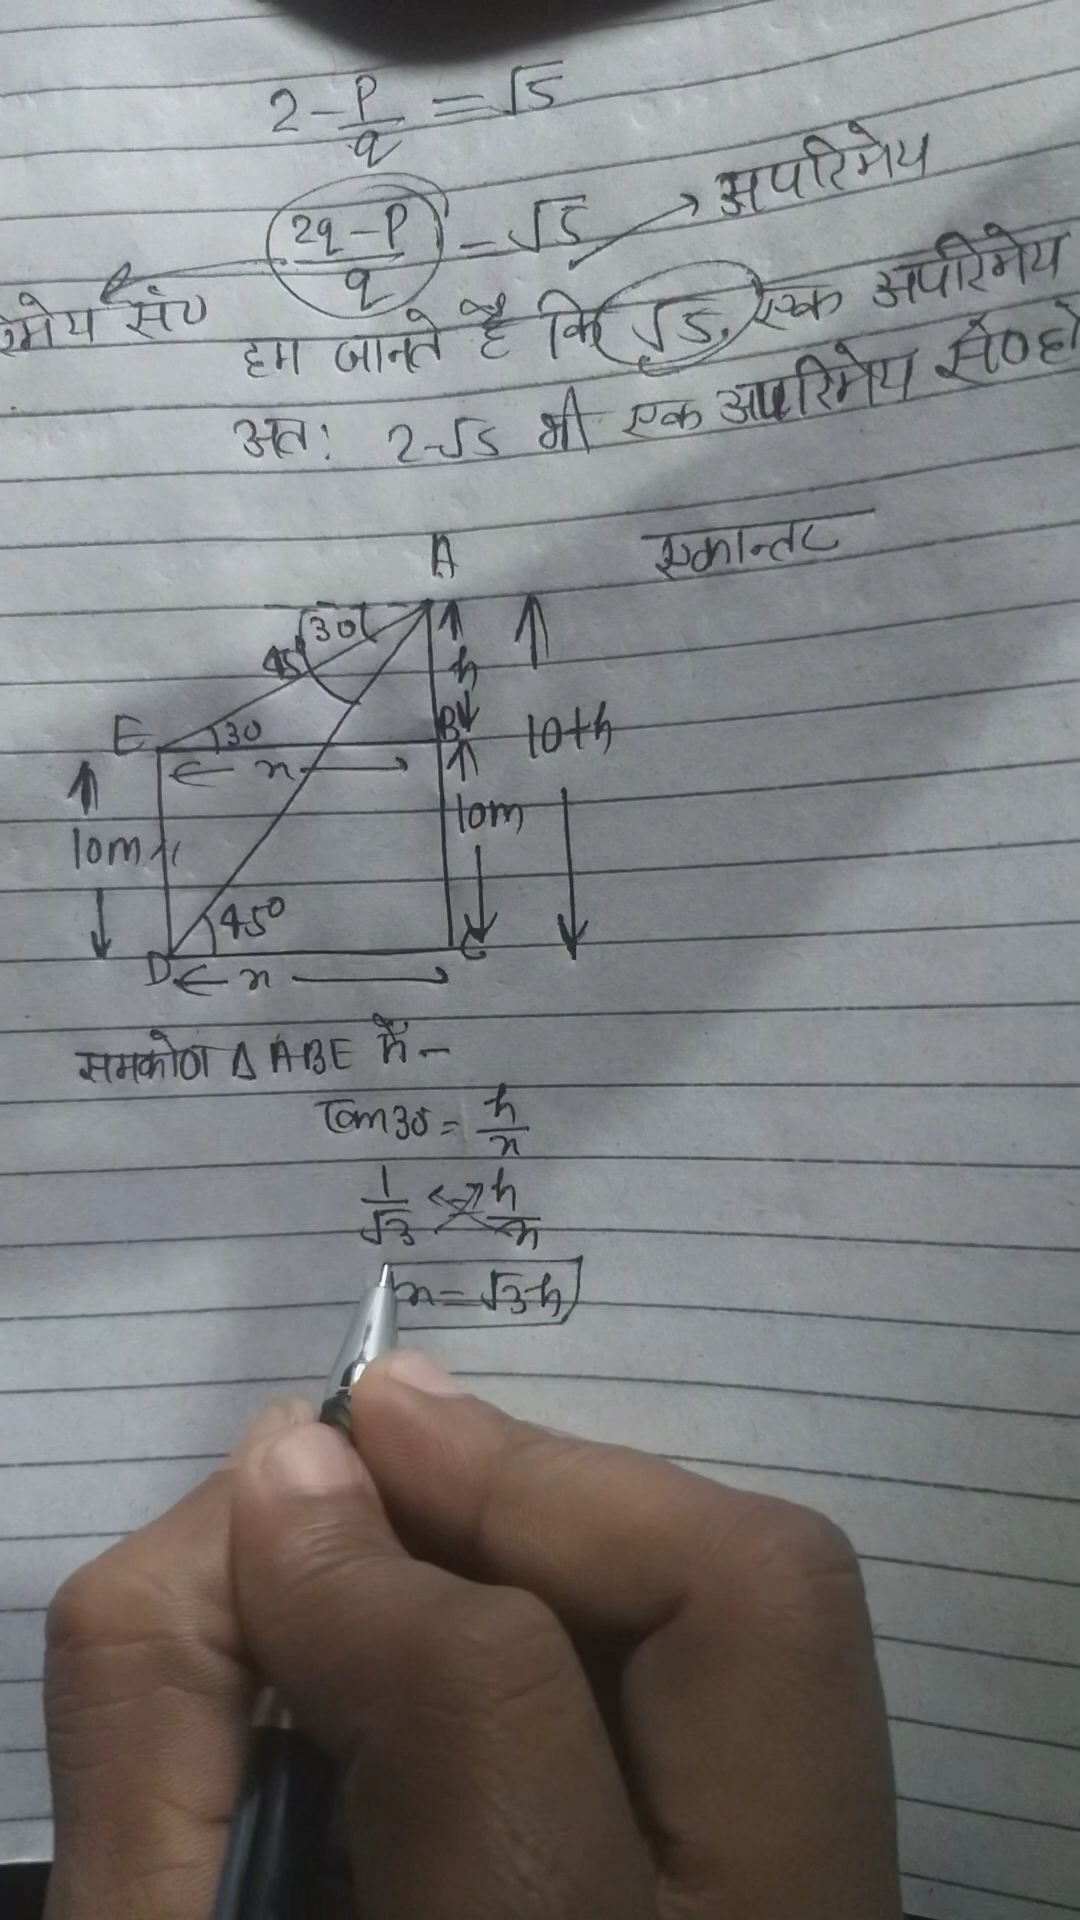 2-P/q = √5
2q-P/q = √5 → अपरिमेय
रमेय सं०
हम जानते है कि √5, एक अपरिमेय
अत: 2-√5 भी एक अपरिमेय सं० हो
एकान्तर
A
30
45
h
E
30
B
10+h
x
10m
10m
45°
D
C
x
समकोण Δ ABE में -
Tan30 = h/x
1/√3 = h/x
x = √3h